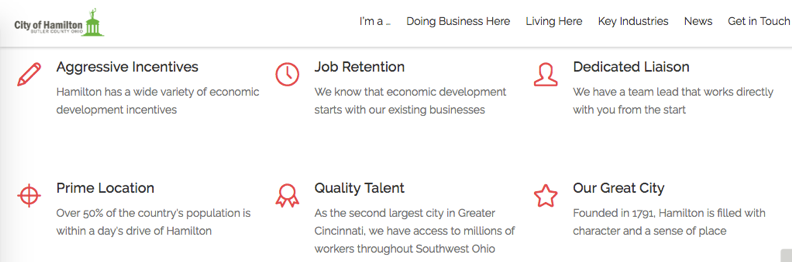 City of Hamilton
BUTLER COUNTY OHIO
I'm a ...
Doing Business Here
Living Here
Key Industries
News
Get in Touch
Aggressive Incentives
Hamilton has a wide variety of economic
development incentives
Job Retention
We know that economic development
starts with our existing businesses
Dedicated Liaison
We have a team lead that works directly
with you from the start
Prime Location
Over 50% of the country's population is
within a day's drive of Hamilton
Quality Talent
As the second largest city in Greater
Cincinnati, we have access to millions of
workers throughout Southwest Ohio
Our Great City
Founded in 1791, Hamilton is filled with
character and a sense of place